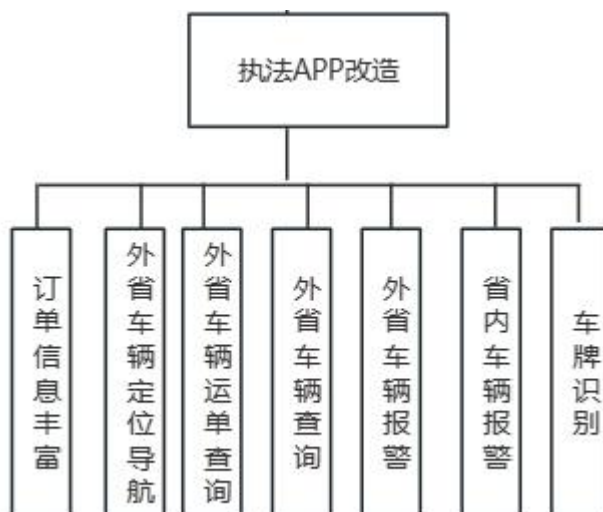 执法APP改造
订单信息丰富
外省车辆定位导航
外省车辆运单查询
外省车辆查询
外省车辆报警
省内车辆报警
车牌识别